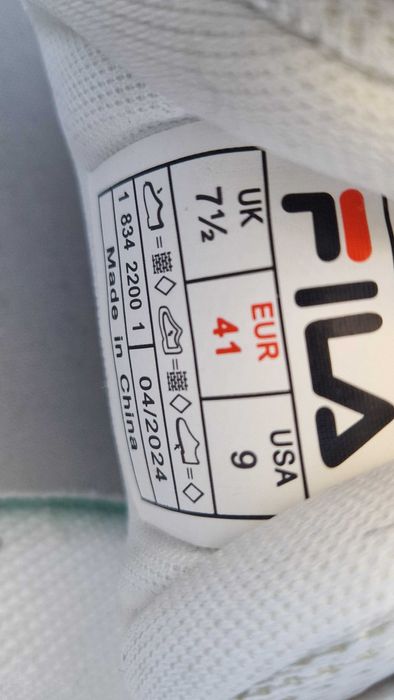 FILA
UK EUR USA
7½ 41 9
1 834 2200 1 04/2024
Made in China